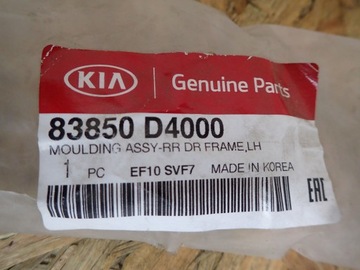 KIA Genuine Parts
83850 D4000
MOULDING ASSY-RR DR FRAME,LH
1 PC EF10 SVF7 MADE IN KOREA
EAC